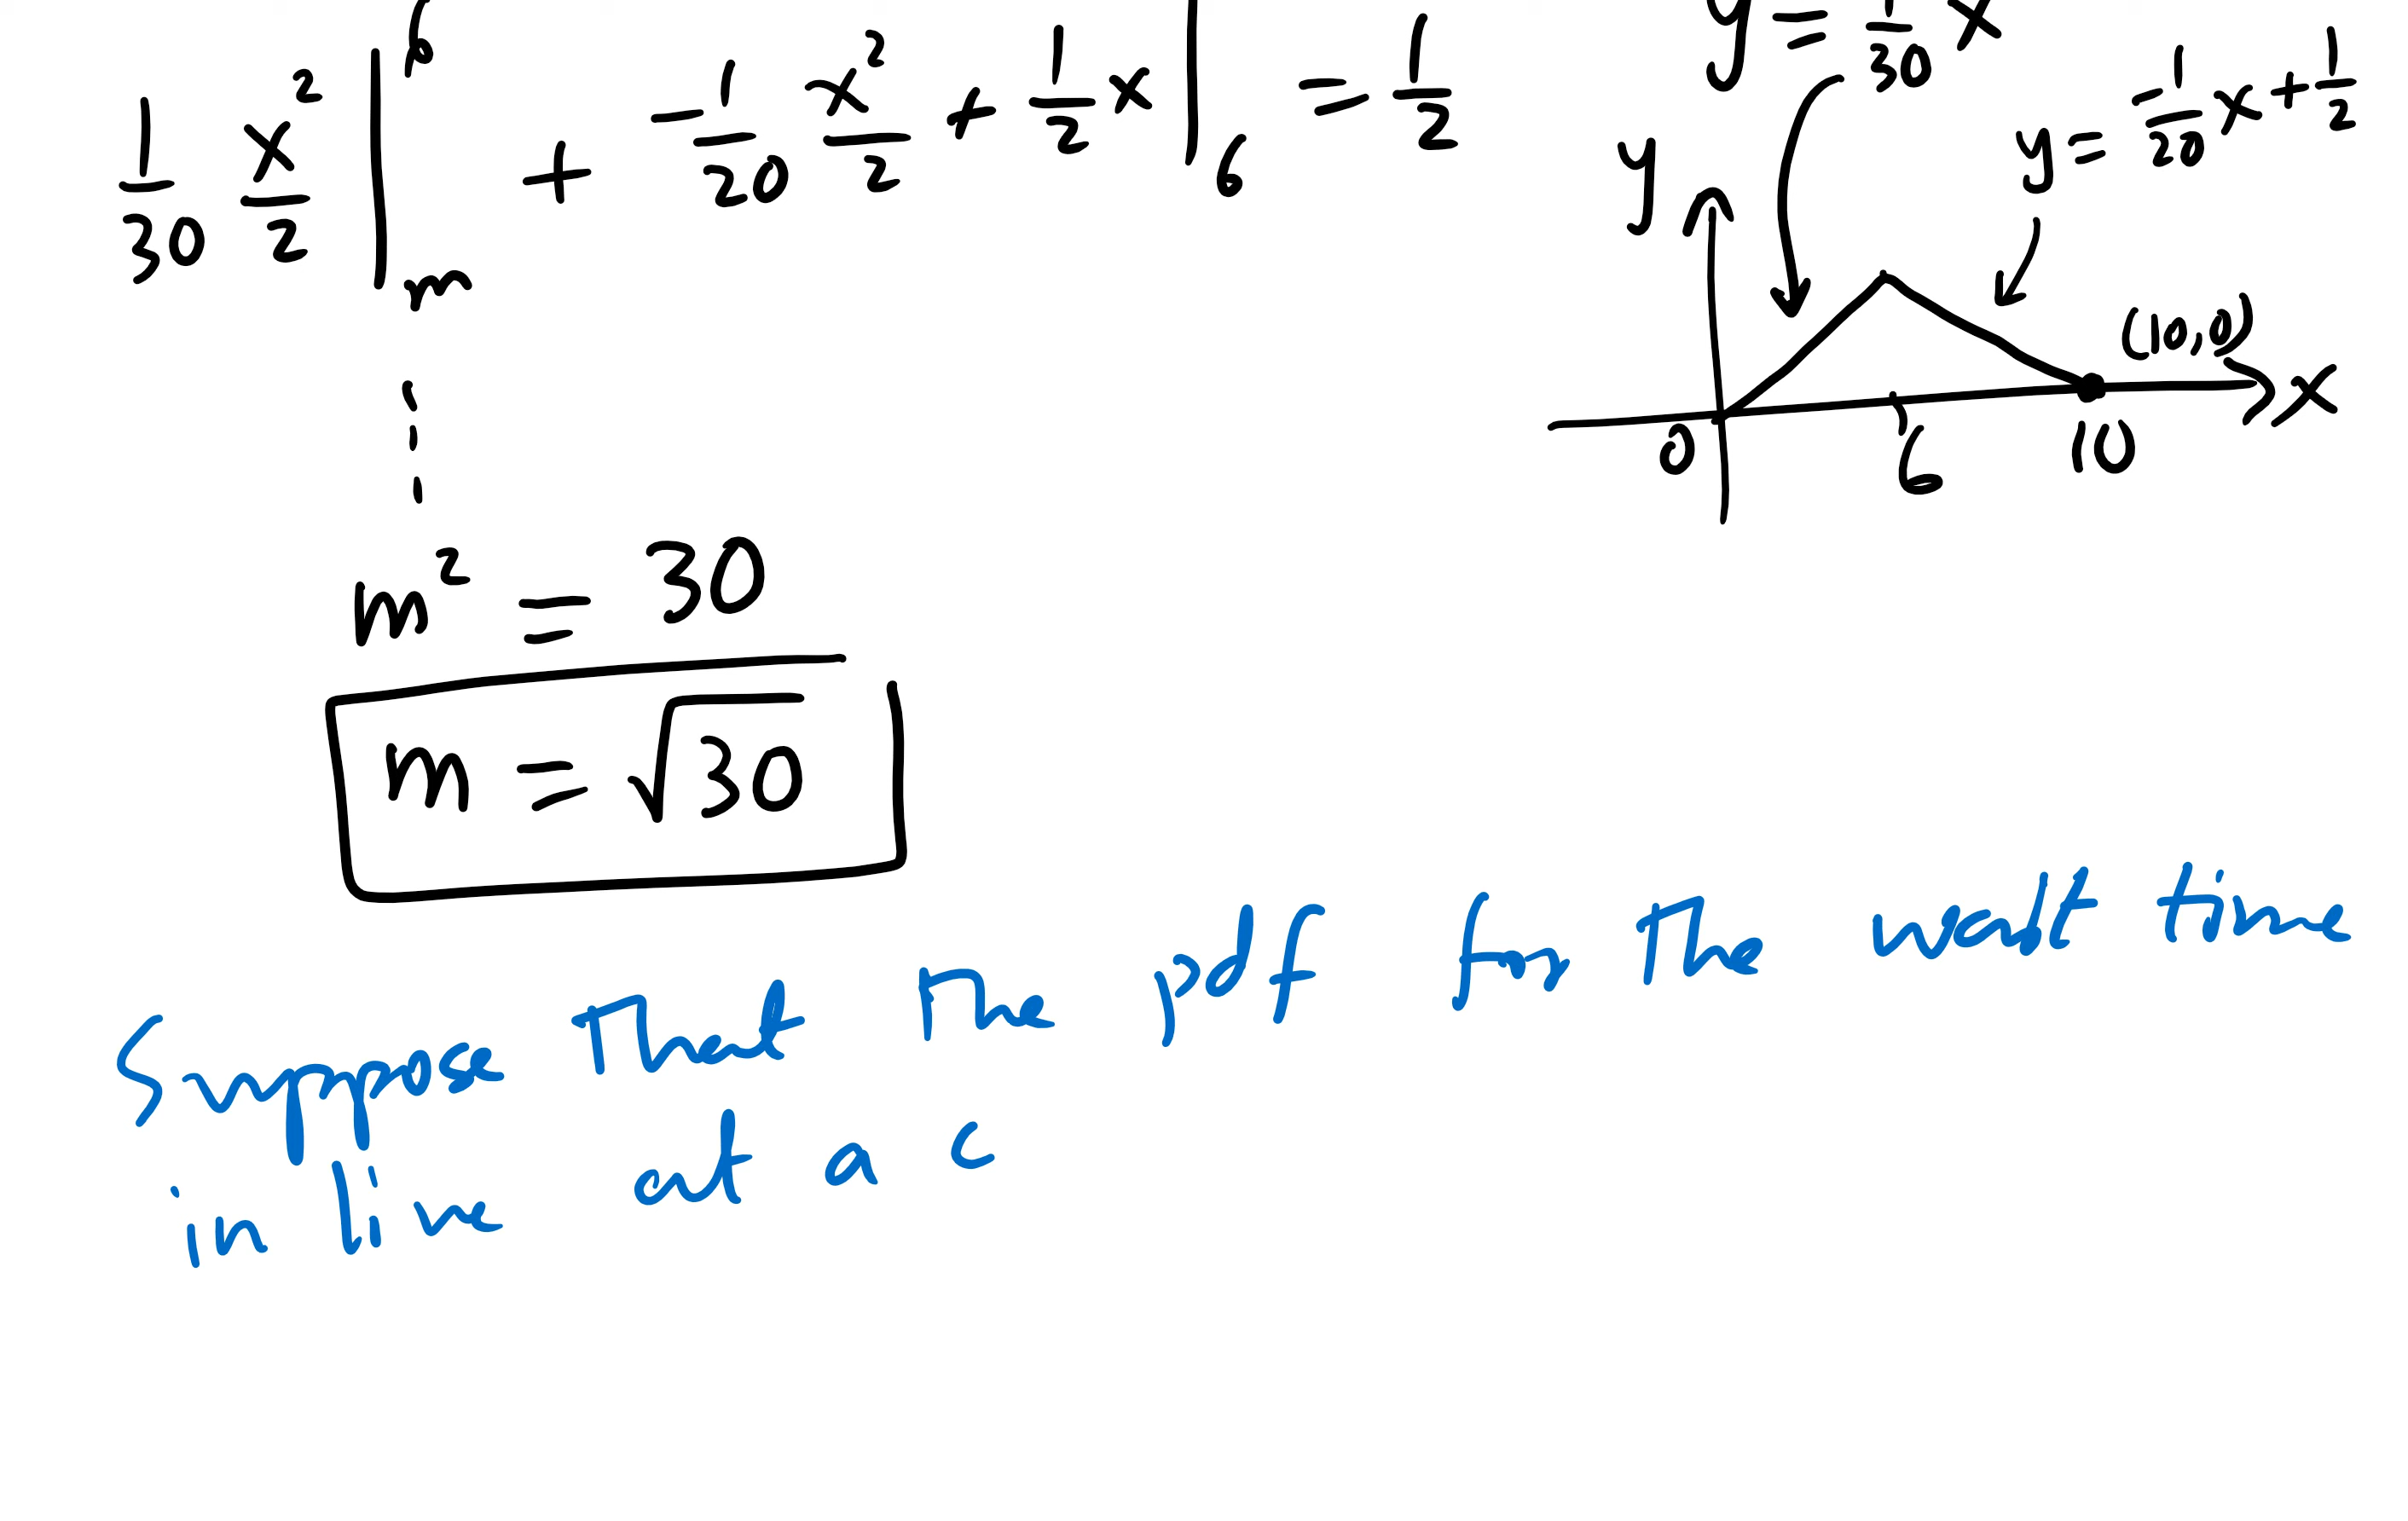 1/30 x²/2 |_m^6 + -1/20 x²/2 + 1/2 x |_6 = 1/2
y = 1/30 x
y = -1/20 x + 1/2
y
(10,0)
x
0 6 10
m² = 30
m = √30
Suppose that the pdf for the wait time
in line at a c